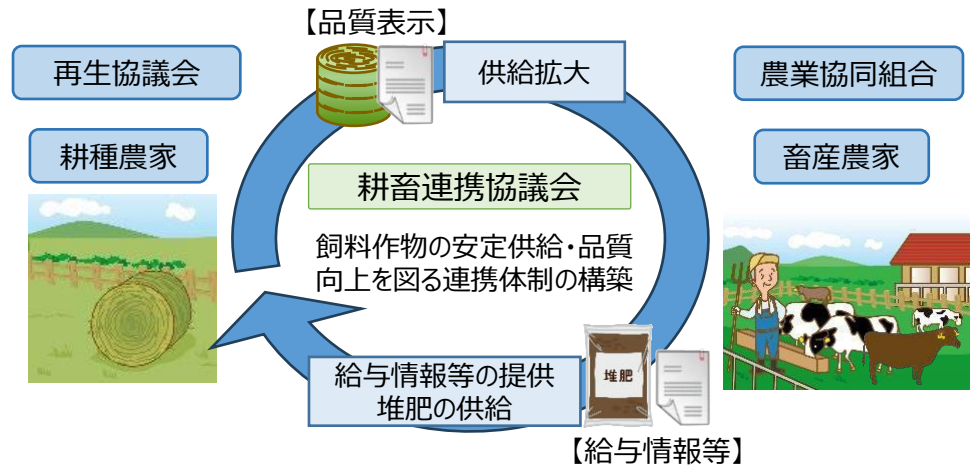 【品質表示】
再生協議会
供給拡大
農業協同組合
耕種農家
畜産農家
耕畜連携協議会
飼料作物の安定供給・品質
向上を図る連携体制の構築
給与情報等の提供
堆肥の供給
堆肥
【給与情報等】